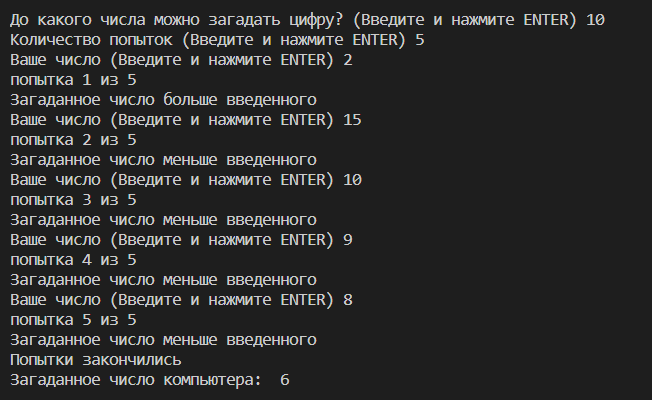 До какого числа можно загадать цифру? (Введите и нажмите ENTER) 10
Количество попыток (Введите и нажмите ENTER) 5
Ваше число (Введите и нажмите ENTER) 2
попытка 1 из 5
Загаданное число больше введенного
Ваше число (Введите и нажмите ENTER) 15
попытка 2 из 5
Загаданное число меньше введенного
Ваше число (Введите и нажмите ENTER) 10
попытка 3 из 5
Загаданное число меньше введенного
Ваше число (Введите и нажмите ENTER) 9
попытка 4 из 5
Загаданное число меньше введенного
Ваше число (Введите и нажмите ENTER) 8
попытка 5 из 5
Загаданное число меньше введенного
Попытки закончились
Загаданное число компьютера:  6